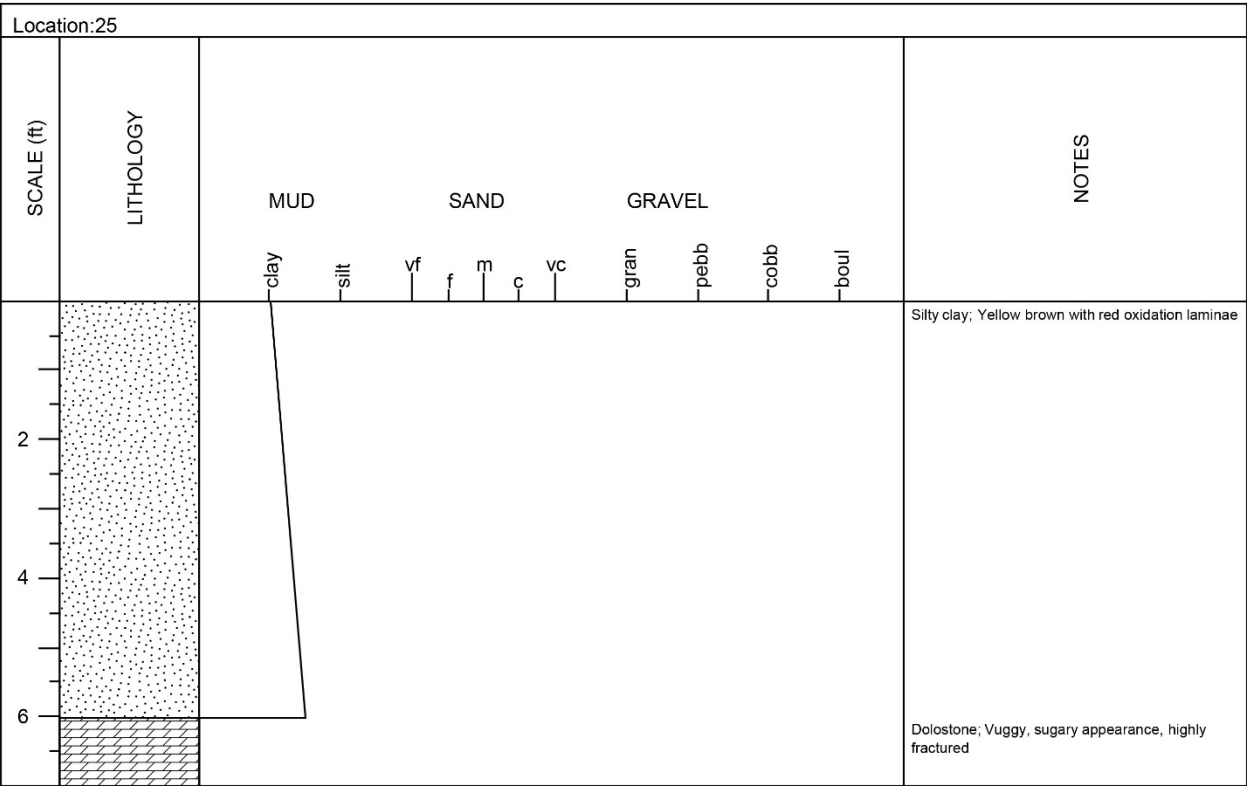 Location:25
SCALE (ft)
LITHOLOGY
MUD SAND GRAVEL
clay silt vf f m c vc gran pebb cobb boul
NOTES
Silty clay; Yellow brown with red oxidation laminae
2
4
6
Dolostone; Vuggy, sugary appearance, highly
fractured